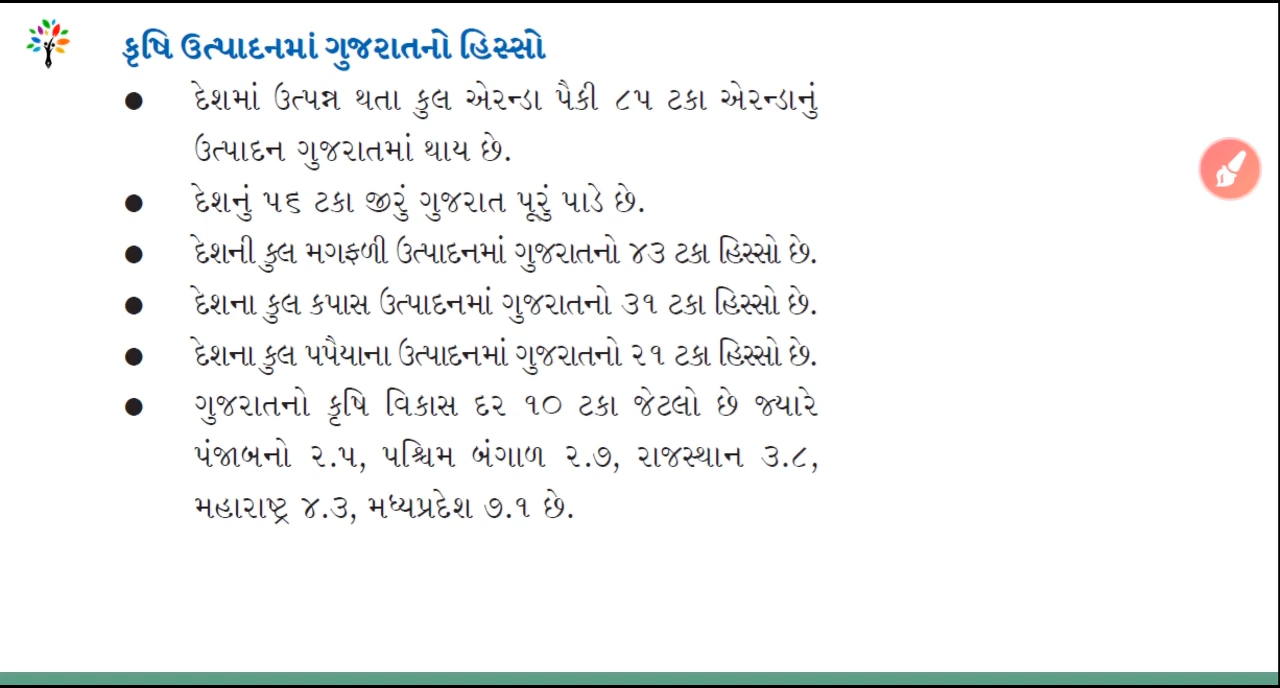 કૃષિ ઉત્પાદનમાં ગુજરાતનો હિસ્સો
● દેશમાં ઉત્પન્ન થતા કુલ એરન્ડા પૈકી ૮૫ ટકા એરન્ડાનું
ઉત્પાદન ગુજરાતમાં થાય છે.
● દેશનું ૫૬ ટકા જીરું ગુજરાત પૂરું પાડે છે.
● દેશની કુલ મગફળી ઉત્પાદનમાં ગુજરાતનો ૪૩ ટકા હિસ્સો છે.
● દેશના કુલ કપાસ ઉત્પાદનમાં ગુજરાતનો ૩૧ ટકા હિસ્સો છે.
● દેશના કુલ પપૈયાના ઉત્પાદનમાં ગુજરાતનો ૨૧ ટકા હિસ્સો છે.
● ગુજરાતનો કૃષિ વિકાસ દર ૧૦ ટકા જેટલો છે જ્યારે
પંજાબનો ૨.૫, પશ્ચિમ બંગાળ ૨.૭, રાજસ્થાન ૩.૮,
મહારાષ્ટ્ર ૪.૩, મધ્યપ્રદેશ ૭.૧ છે.